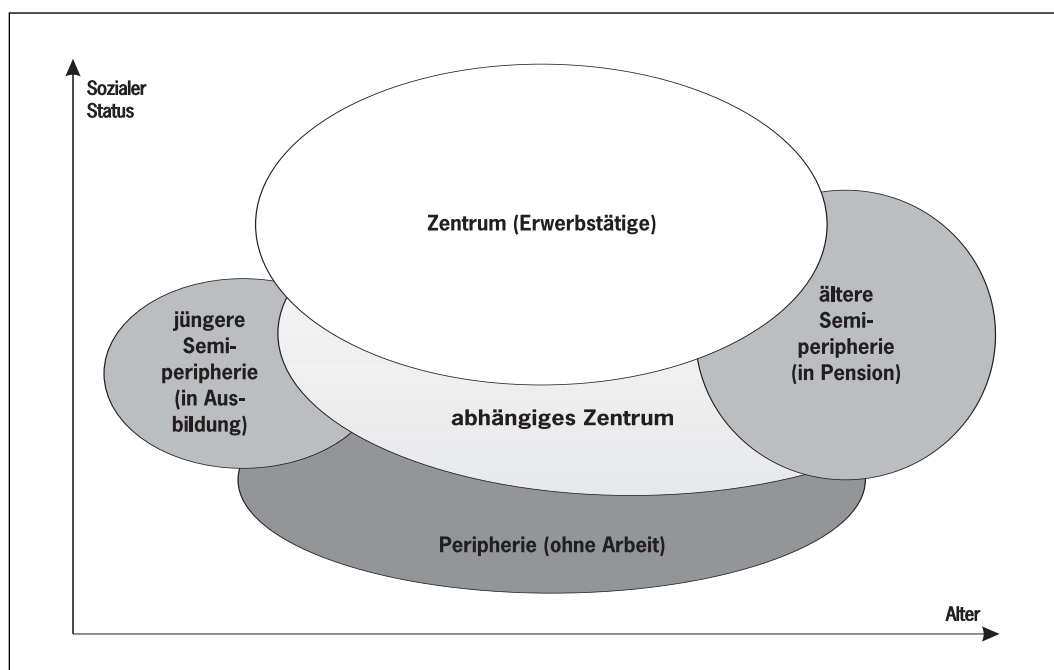 Sozialer
Status
Zentrum (Erwerbstätige)
jüngere
Semi-
peripherie
(in Aus-
bildung)
ältere
Semi-
peripherie
(in Pension)
abhängiges Zentrum
Peripherie (ohne Arbeit)
Alter